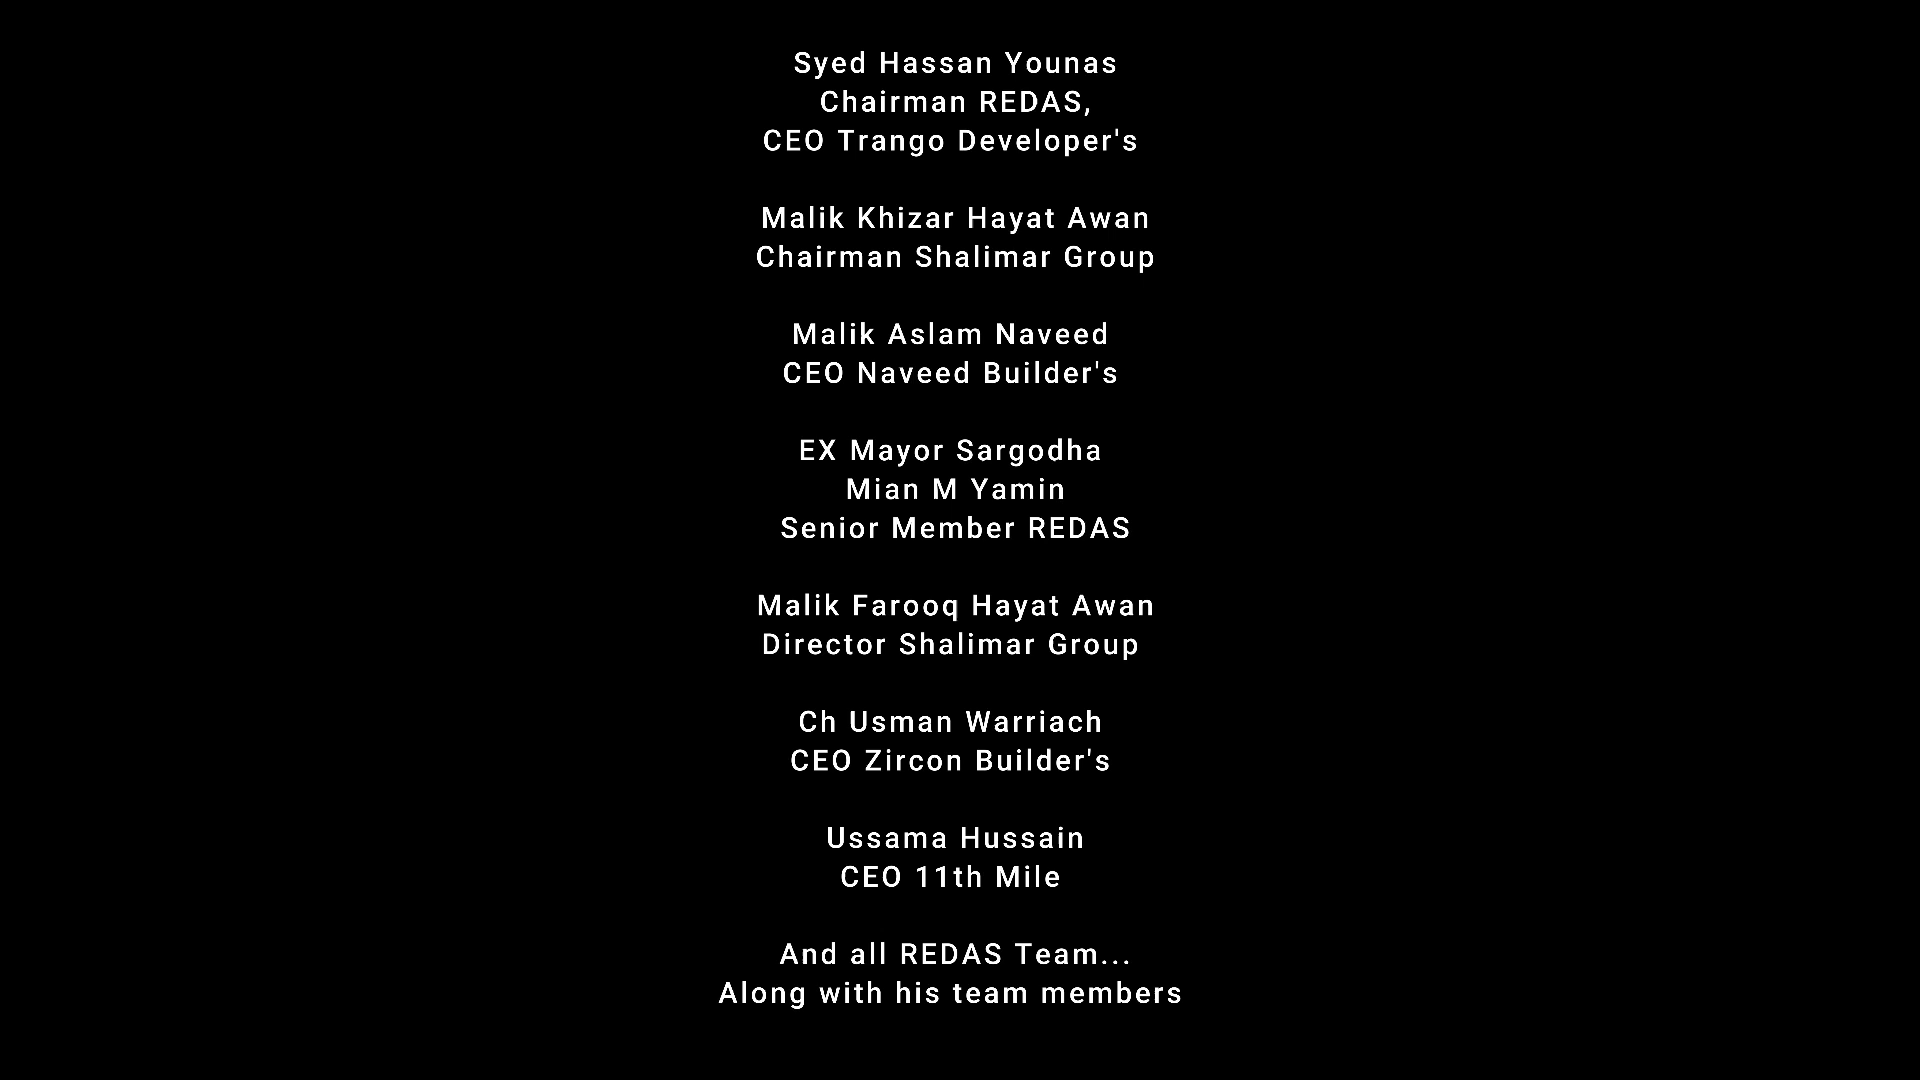 Syed Hassan Younas
Chairman REDAS,
CEO Trango Developer's
Malik Khizar Hayat Awan
Chairman Shalimar Group
Malik Aslam Naveed
CEO Naveed Builder's
EX Mayor Sargodha
Mian M Yamin
Senior Member REDAS
Malik Farooq Hayat Awan
Director Shalimar Group
Ch Usman Warriach
CEO Zircon Builder's
Ussama Hussain
CEO 11th Mile
And all REDAS Team...
Along with his team members